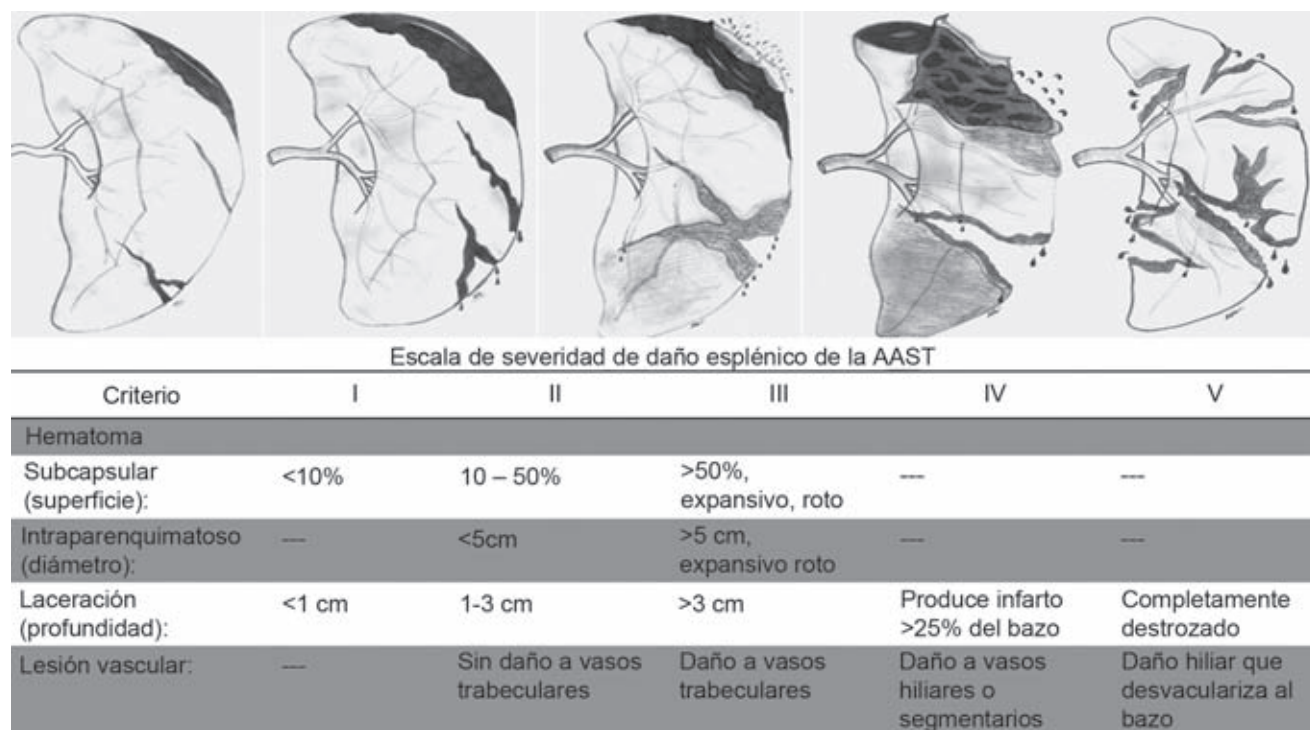 Escala de severidad de daño esplénico de la AAST
Criterio I II III IV V
Hematoma
Subcapsular (superficie): <10% 10 – 50% >50%, expansivo, roto --- ---
Intraparenquimatoso (diámetro): --- <5cm >5 cm, expansivo roto --- ---
Laceración (profundidad): <1 cm 1-3 cm >3 cm Produce infarto >25% del bazo Completamente destrozado
Lesión vascular: --- Sin daño a vasos trabeculares Daño a vasos trabeculares Daño a vasos hiliares o segmentarios Daño hiliar que desvaculariza al bazo